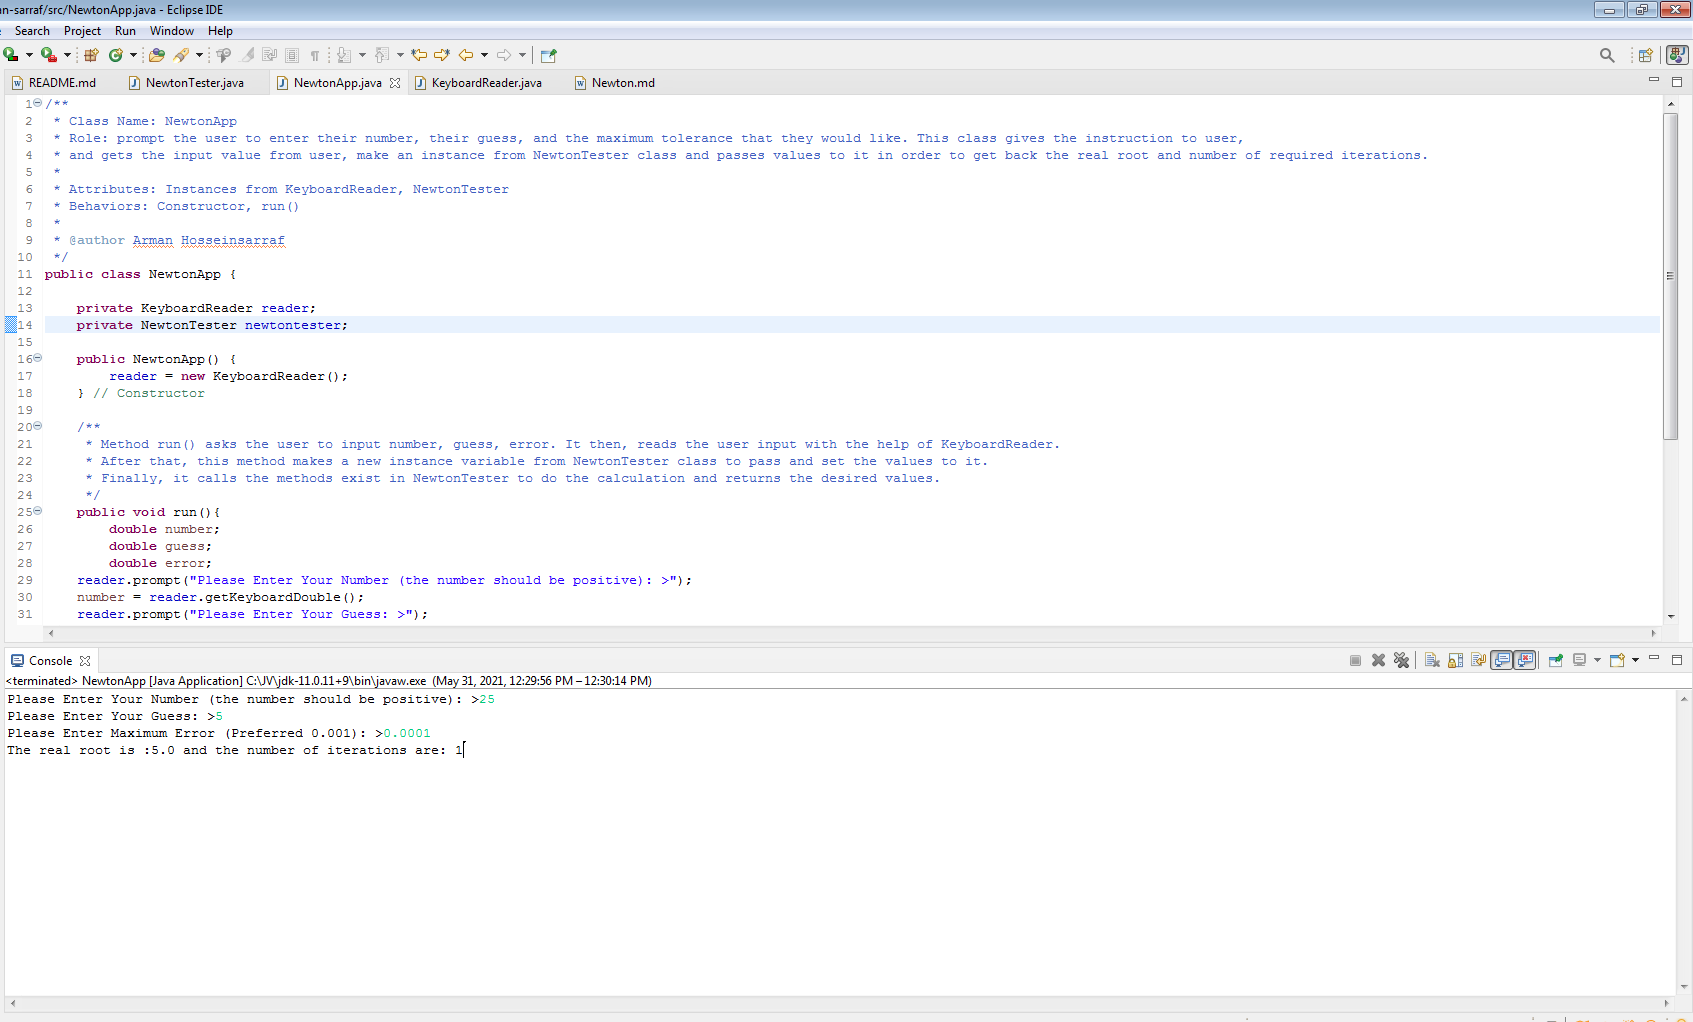 n-sarraf/src/NewtonApp.java - Eclipse IDE
Search Project Run Window Help
README.md NewtonTester.java NewtonApp.java KeyboardReader.java Newton.md
1 /**
2 * Class Name: NewtonApp
3 * Role: prompt the user to enter their number, their guess, and the maximum tolerance that they would like. This class gives the instruction to user,
4 * and gets the input value from user, make an instance from NewtonTester class and passes values to it in order to get back the real root and number of required iterations.
5 *
6 * Attributes: Instances from KeyboardReader, NewtonTester
7 * Behaviors: Constructor, run()
8 *
9 * @author Arman Hosseinsarraf
10 */
11 public class NewtonApp {
12
13 private KeyboardReader reader;
14 private NewtonTester newtontester;
15
16 public NewtonApp() {
17 reader = new KeyboardReader();
18 } // Constructor
19
20 /**
21 * Method run() asks the user to input number, guess, error. It then, reads the user input with the help of KeyboardReader.
22 * After that, this method makes a new instance variable from NewtonTester class to pass and set the values to it.
23 * Finally, it calls the methods exist in NewtonTester to do the calculation and returns the desired values.
24 */
25 public void run(){
26 double number;
27 double guess;
28 double error;
29 reader.prompt("Please Enter Your Number (the number should be positive): >");
30 number = reader.getKeyboardDouble();
31 reader.prompt("Please Enter Your Guess: >");
Console
<terminated> NewtonApp [Java Application] C:\JV\jdk-11.0.11+9\bin\javaw.exe (May 31, 2021, 12:29:56 PM – 12:30:14 PM)
Please Enter Your Number (the number should be positive): >25
Please Enter Your Guess: >5
Please Enter Maximum Error (Preferred 0.001): >0.0001
The real root is :5.0 and the number of iterations are: 1